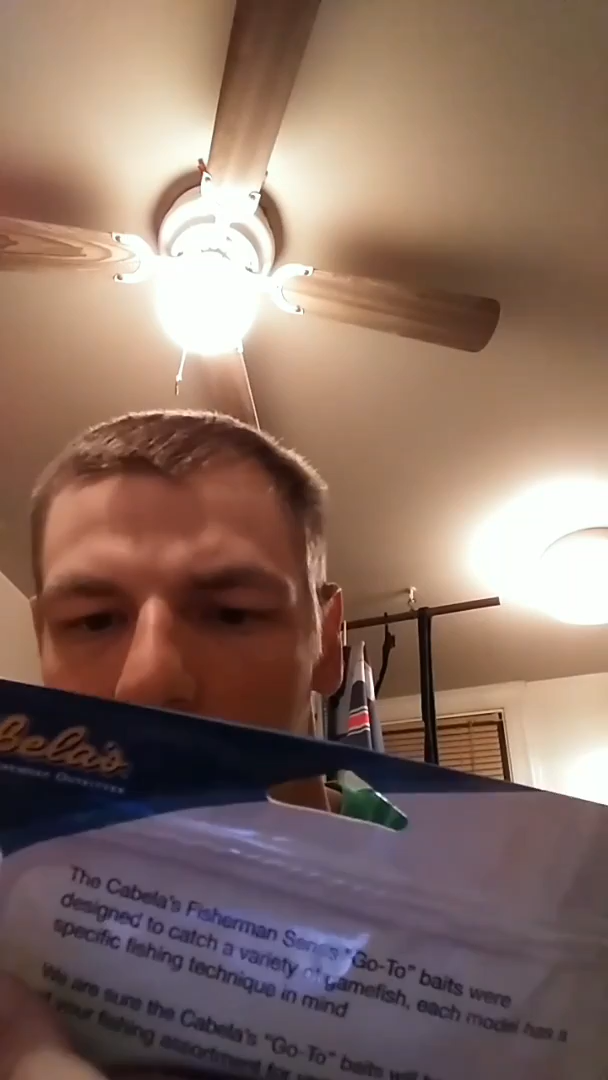 bela's
The Cabela's Fisherman Series "Go-To" baits were
designed to catch a variety of gamefish, each model has a
specific fishing technique in mind
We are sure the Cabela's "Go-To" baits will
your fishing assortment for